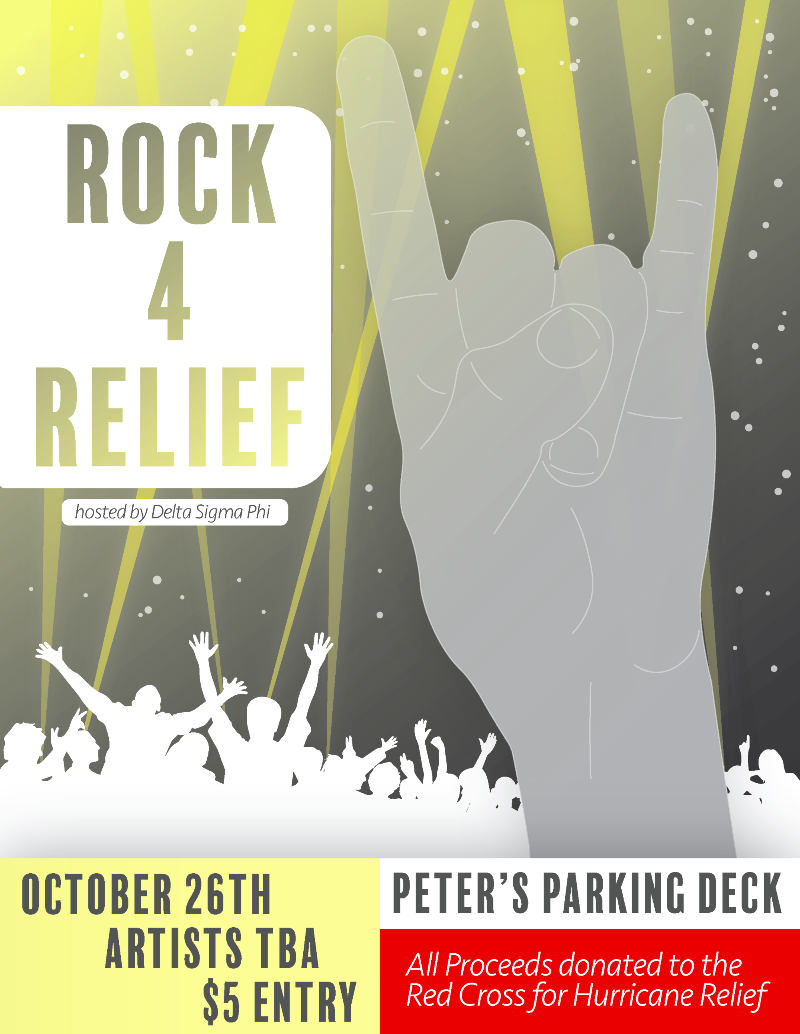 ROCK
4
RELIEF
hosted by Delta Sigma Phi
OCTOBER 26TH
ARTISTS TBA
$5 ENTRY
PETER'S PARKING DECK
All Proceeds donated to the
Red Cross for Hurricane Relief